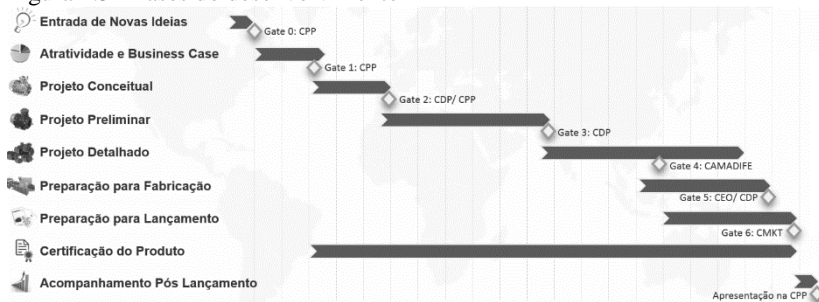 Entrada de Novas Ideias
Gate 0: CPP
Atratividade e Business Case
Gate 1: CPP
Projeto Conceitual
Gate 2: CDP/ CPP
Projeto Preliminar
Gate 3: CDP
Projeto Detalhado
Gate 4: CAMADIFE
Preparação para Fabricação
Gate 5: CEO/ CDP
Preparação para Lançamento
Gate 6: CMKT
Certificação do Produto
Acompanhamento Pós Lançamento
Apresentação na CPP